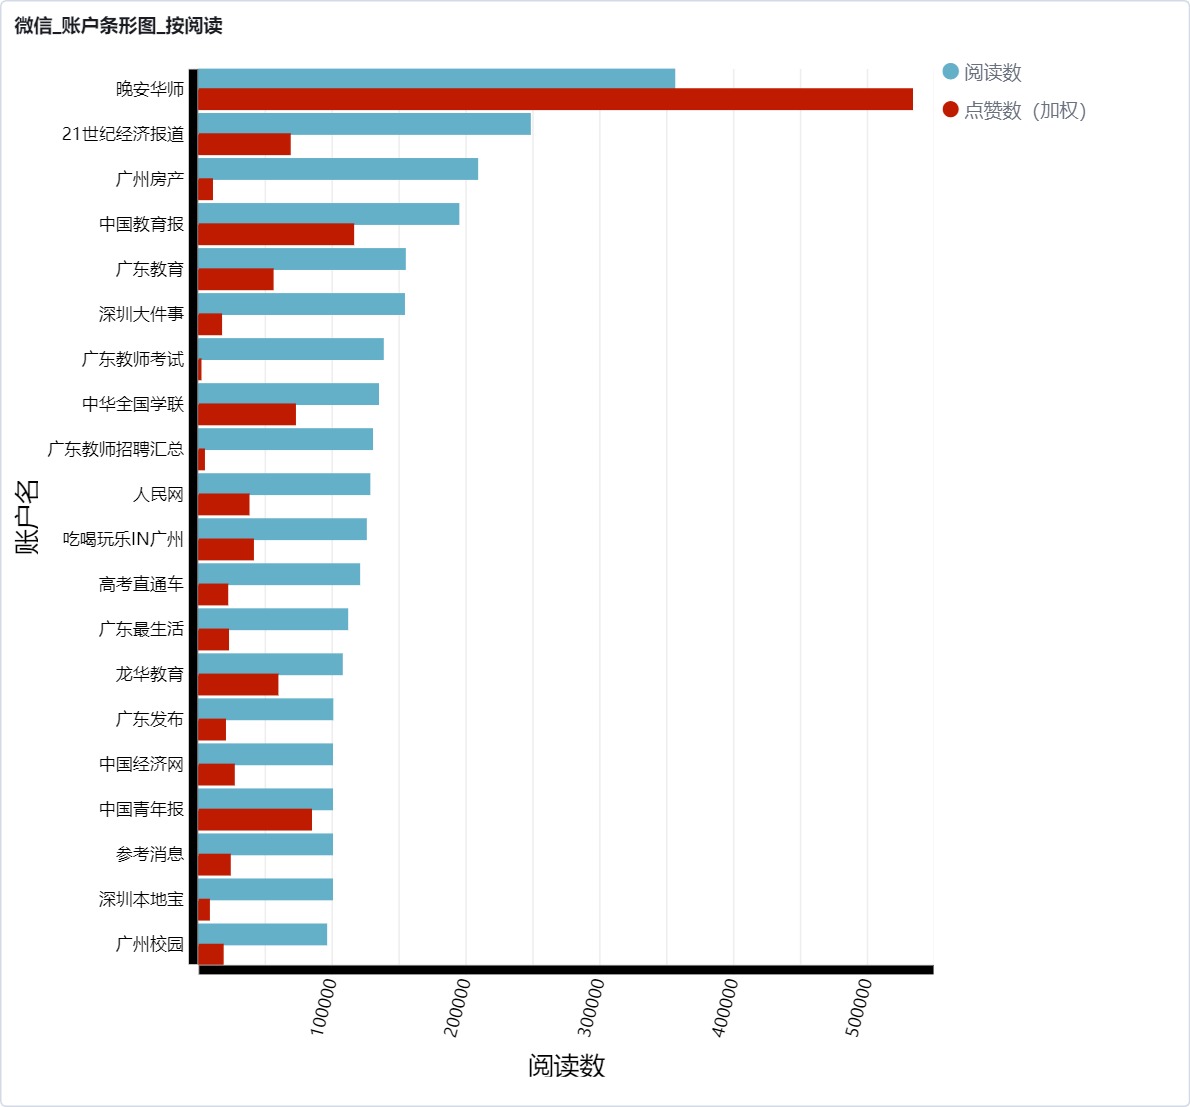 微信_账户条形图_按阅读
阅读数
点赞数（加权）
账户名
晚安华师
21世纪经济报道
广州房产
中国教育报
广东教育
深圳大件事
广东教师考试
中华全国学联
广东教师招聘汇总
人民网
吃喝玩乐IN广州
高考直通车
广东最生活
龙华教育
广东发布
中国经济网
中国青年报
参考消息
深圳本地宝
广州校园
100000
200000
300000
400000
500000
阅读数